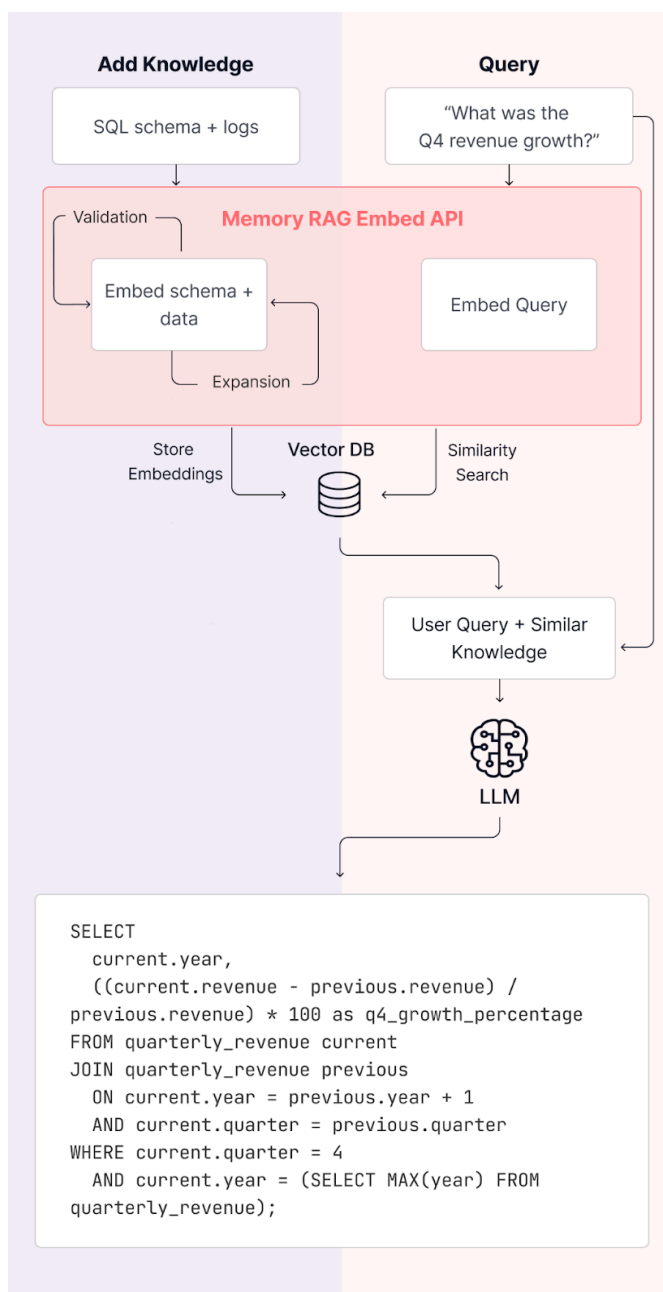 Add Knowledge
Query
SQL schema + logs
“What was the
Q4 revenue growth?”
Memory RAG Embed API
Validation
Embed schema +
data
Expansion
Embed Query
Store
Embeddings
Vector DB
Similarity
Search
User Query + Similar
Knowledge
LLM
SELECT
  current.year,
  ((current.revenue - previous.revenue) /
previous.revenue) * 100 as q4_growth_percentage
FROM quarterly_revenue current
JOIN quarterly_revenue previous
  ON current.year = previous.year + 1
  AND current.quarter = previous.quarter
WHERE current.quarter = 4
  AND current.year = (SELECT MAX(year) FROM
quarterly_revenue);